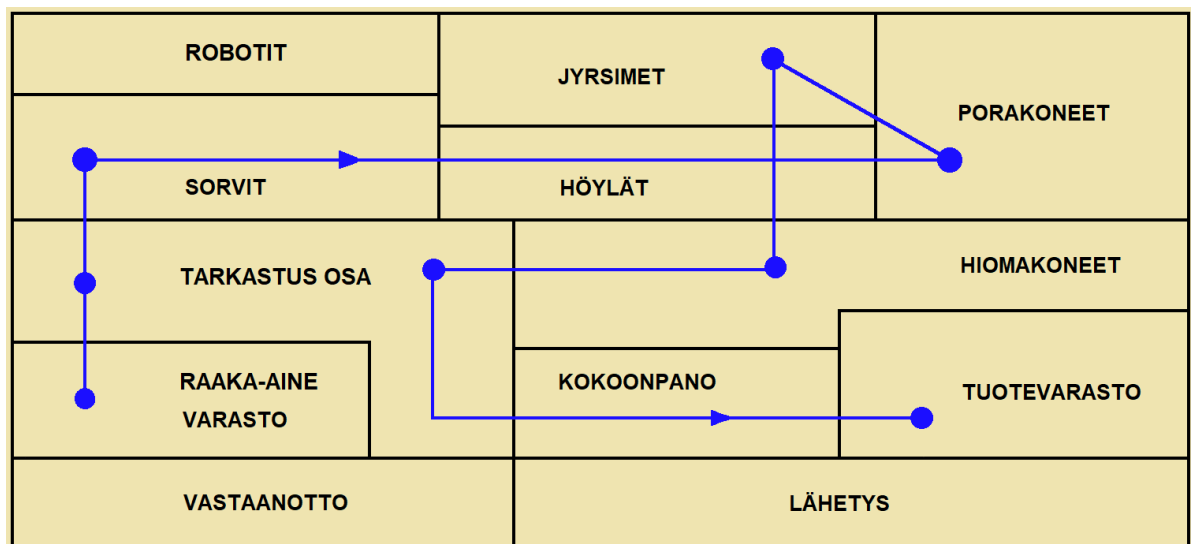 ROBOTIT
JYRSIMET
PORAKONEET
SORVIT
HÖYLÄT
TARKASTUS OSA
HIOMAKONEET
RAAKA-AINE
VARASTO
KOKOONPANO
TUOTEVARASTO
VASTAANOTTO
LÄHETYS